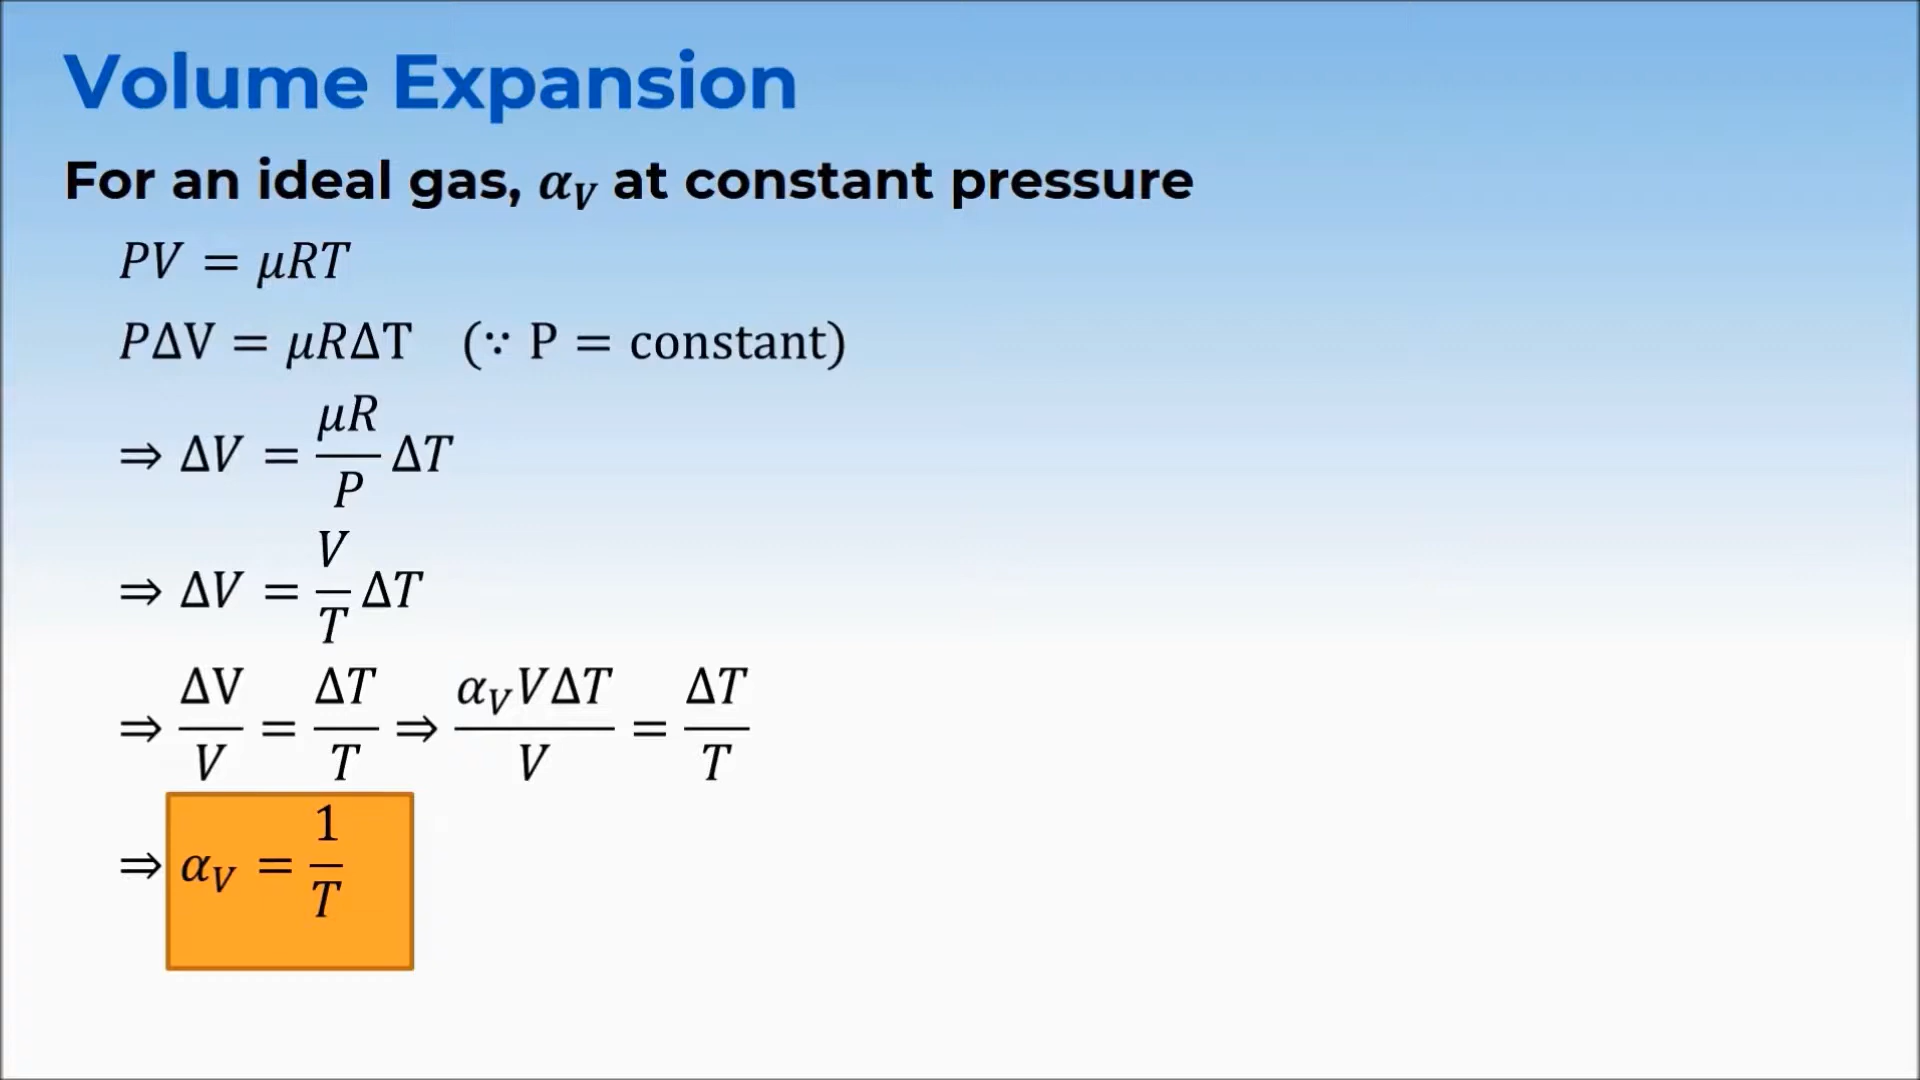 Volume Expansion
For an ideal gas, α_V at constant pressure
PV = μRT
PΔV = μRΔT (∵ P = constant)
⇒ ΔV = μR/P ΔT
⇒ ΔV = V/T ΔT
⇒ ΔV/V = ΔT/T ⇒ α_V VΔT/V = ΔT/T
⇒ α_V = 1/T